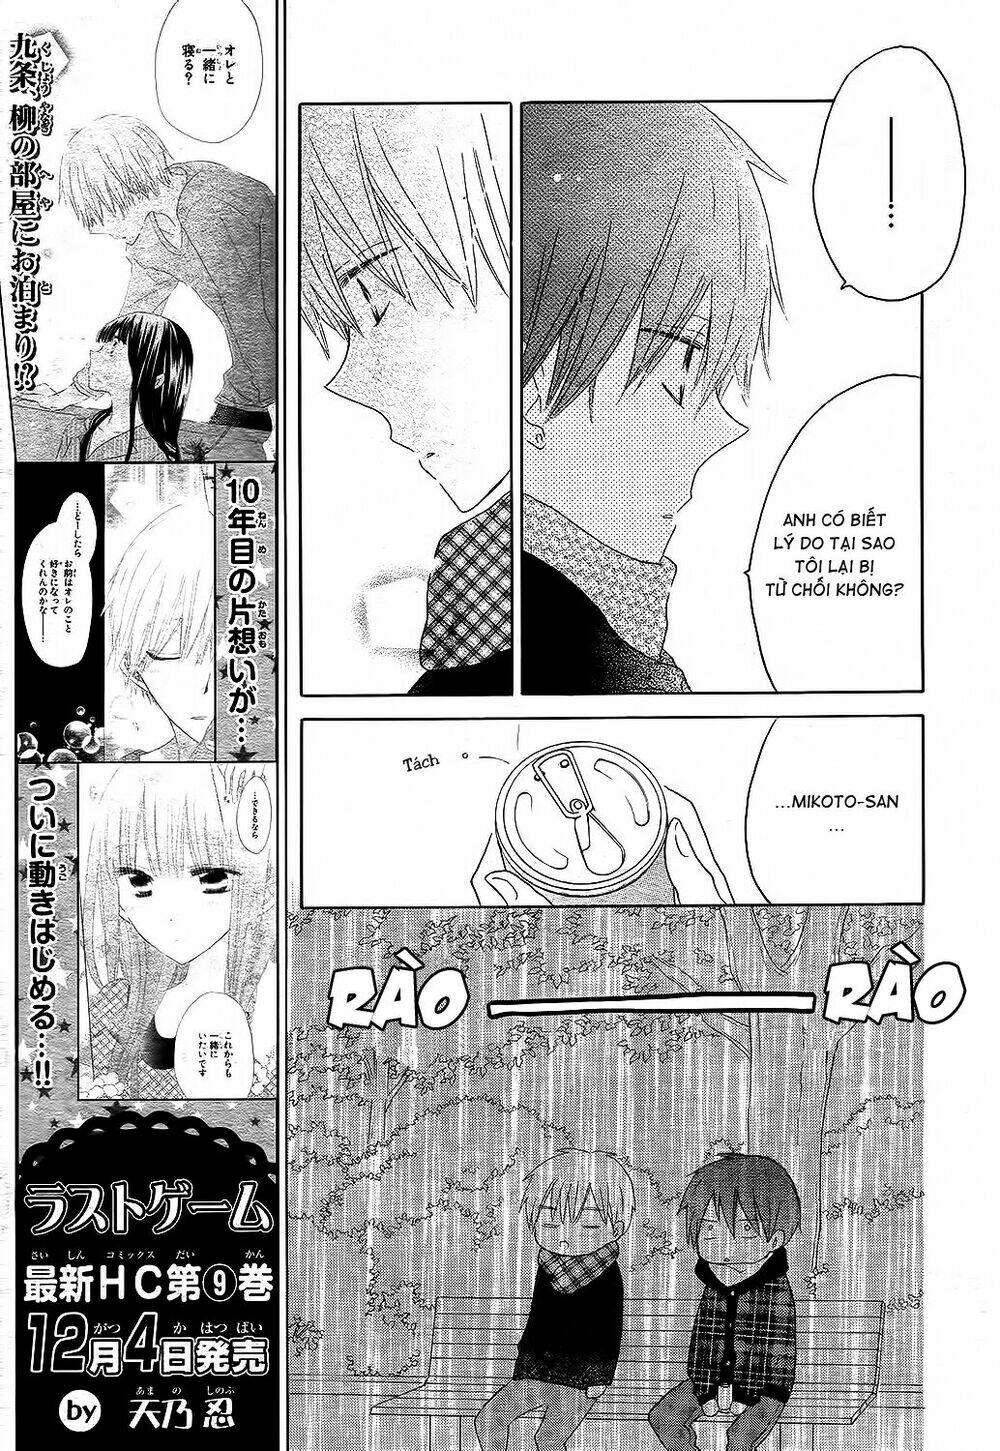 ――…
ANH CÓ BIẾT
LÝ DO TẠI SAO
TÔI LẠI BỊ
TỪ CHỐI KHÔNG?
Tách
...MIKOTO-SAN
...
RÀO
RÀO
オレと
一緒に
寝る?
九条、柳の部屋にお泊まり!?
10年目の片想いが…
…どーしたら
お前はオレのこと
好きになって
くれんのかな――
ついに動きはじめる…!!
…できるなら
これからも
一緒に
いたいです
ラストゲーム
最新HC第⑨巻
12月4日発売
by 天乃 忍